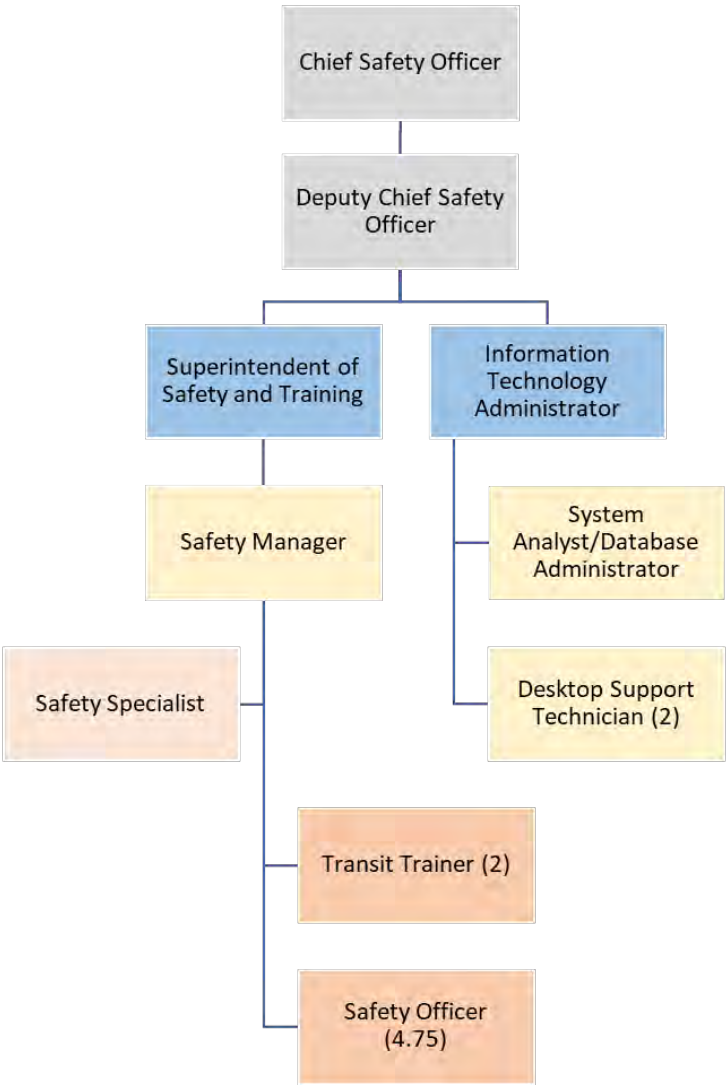 Chief Safety Officer
Deputy Chief Safety
Officer
Superintendent of
Safety and Training
Information
Technology
Administrator
Safety Manager
System
Analyst/Database
Administrator
Safety Specialist
Desktop Support
Technician (2)
Transit Trainer (2)
Safety Officer
(4.75)